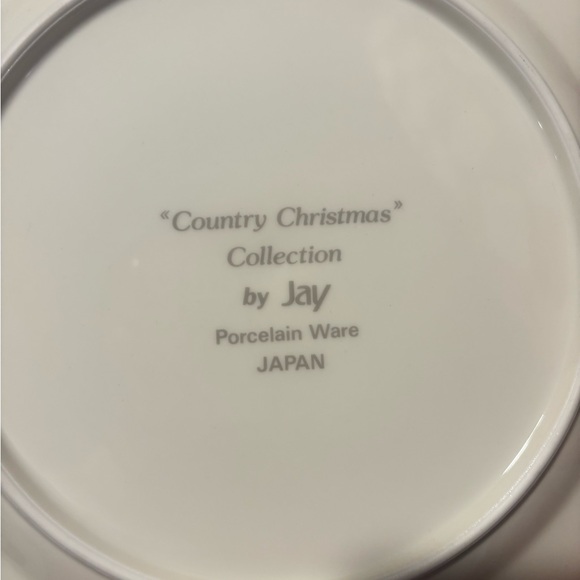 “Country Christmas”
Collection
by Jay
Porcelain Ware
JAPAN